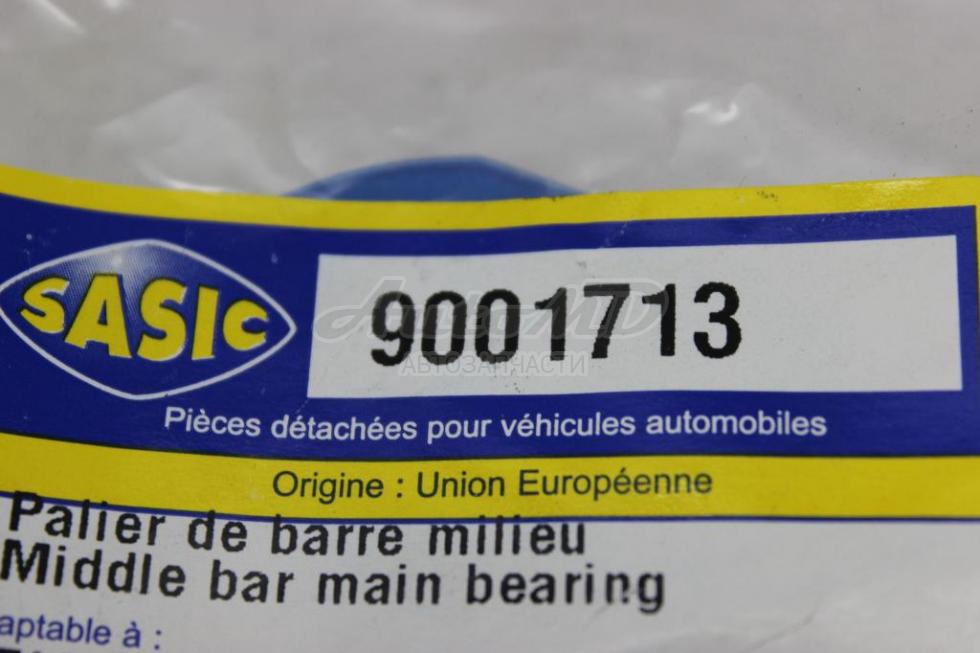 SASIC
9001713
АВТОЗАПЧАСТИ
Pièces détachées pour véhicules automobiles
Origine : Union Européenne
Palier de barre milieu
Middle bar main bearing
aptable à :